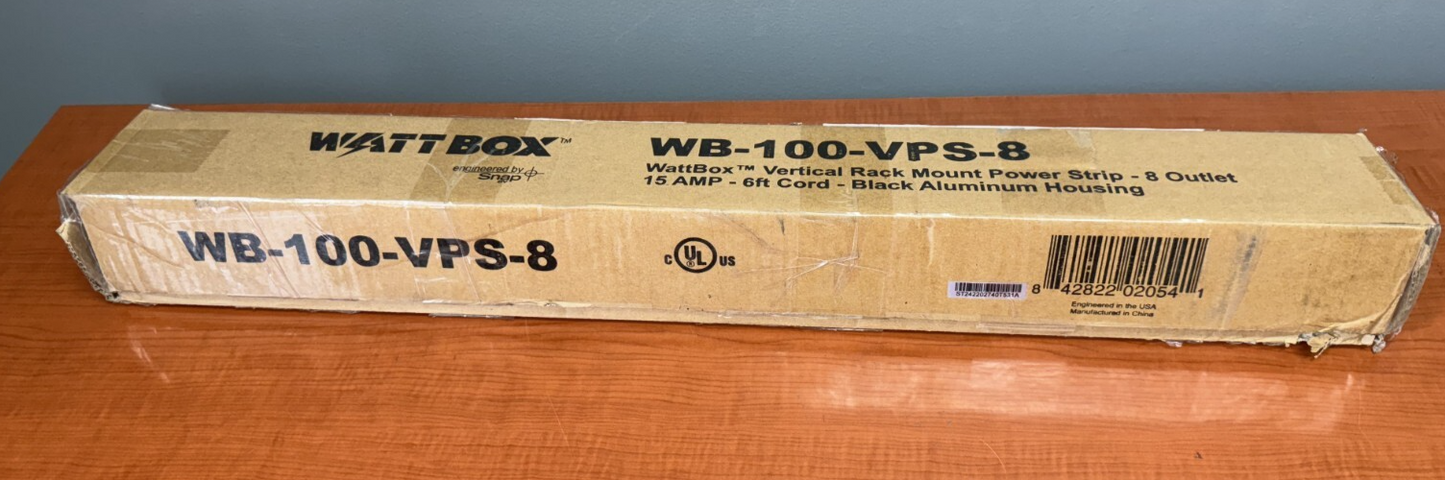 WATTBOX™
engineered by
Snap
WB-100-VPS-8
WattBox™ Vertical Rack Mount Power Strip - 8 Outlet
15 AMP - 6ft Cord - Black Aluminum Housing
WB-100-VPS-8
C UL® US
ST242202740T531A
8 42822 02054 1
Engineered in the USA
Manufactured in China